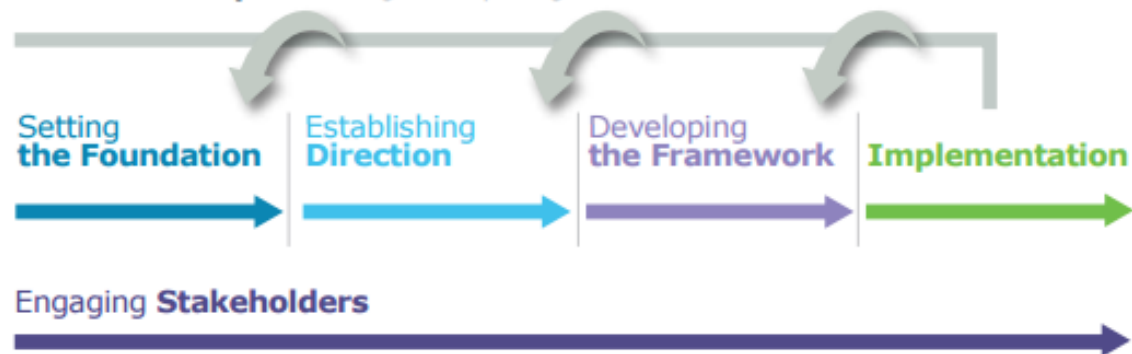 Setting
the Foundation
Establishing
Direction
Developing
the Framework
Implementation
Engaging Stakeholders